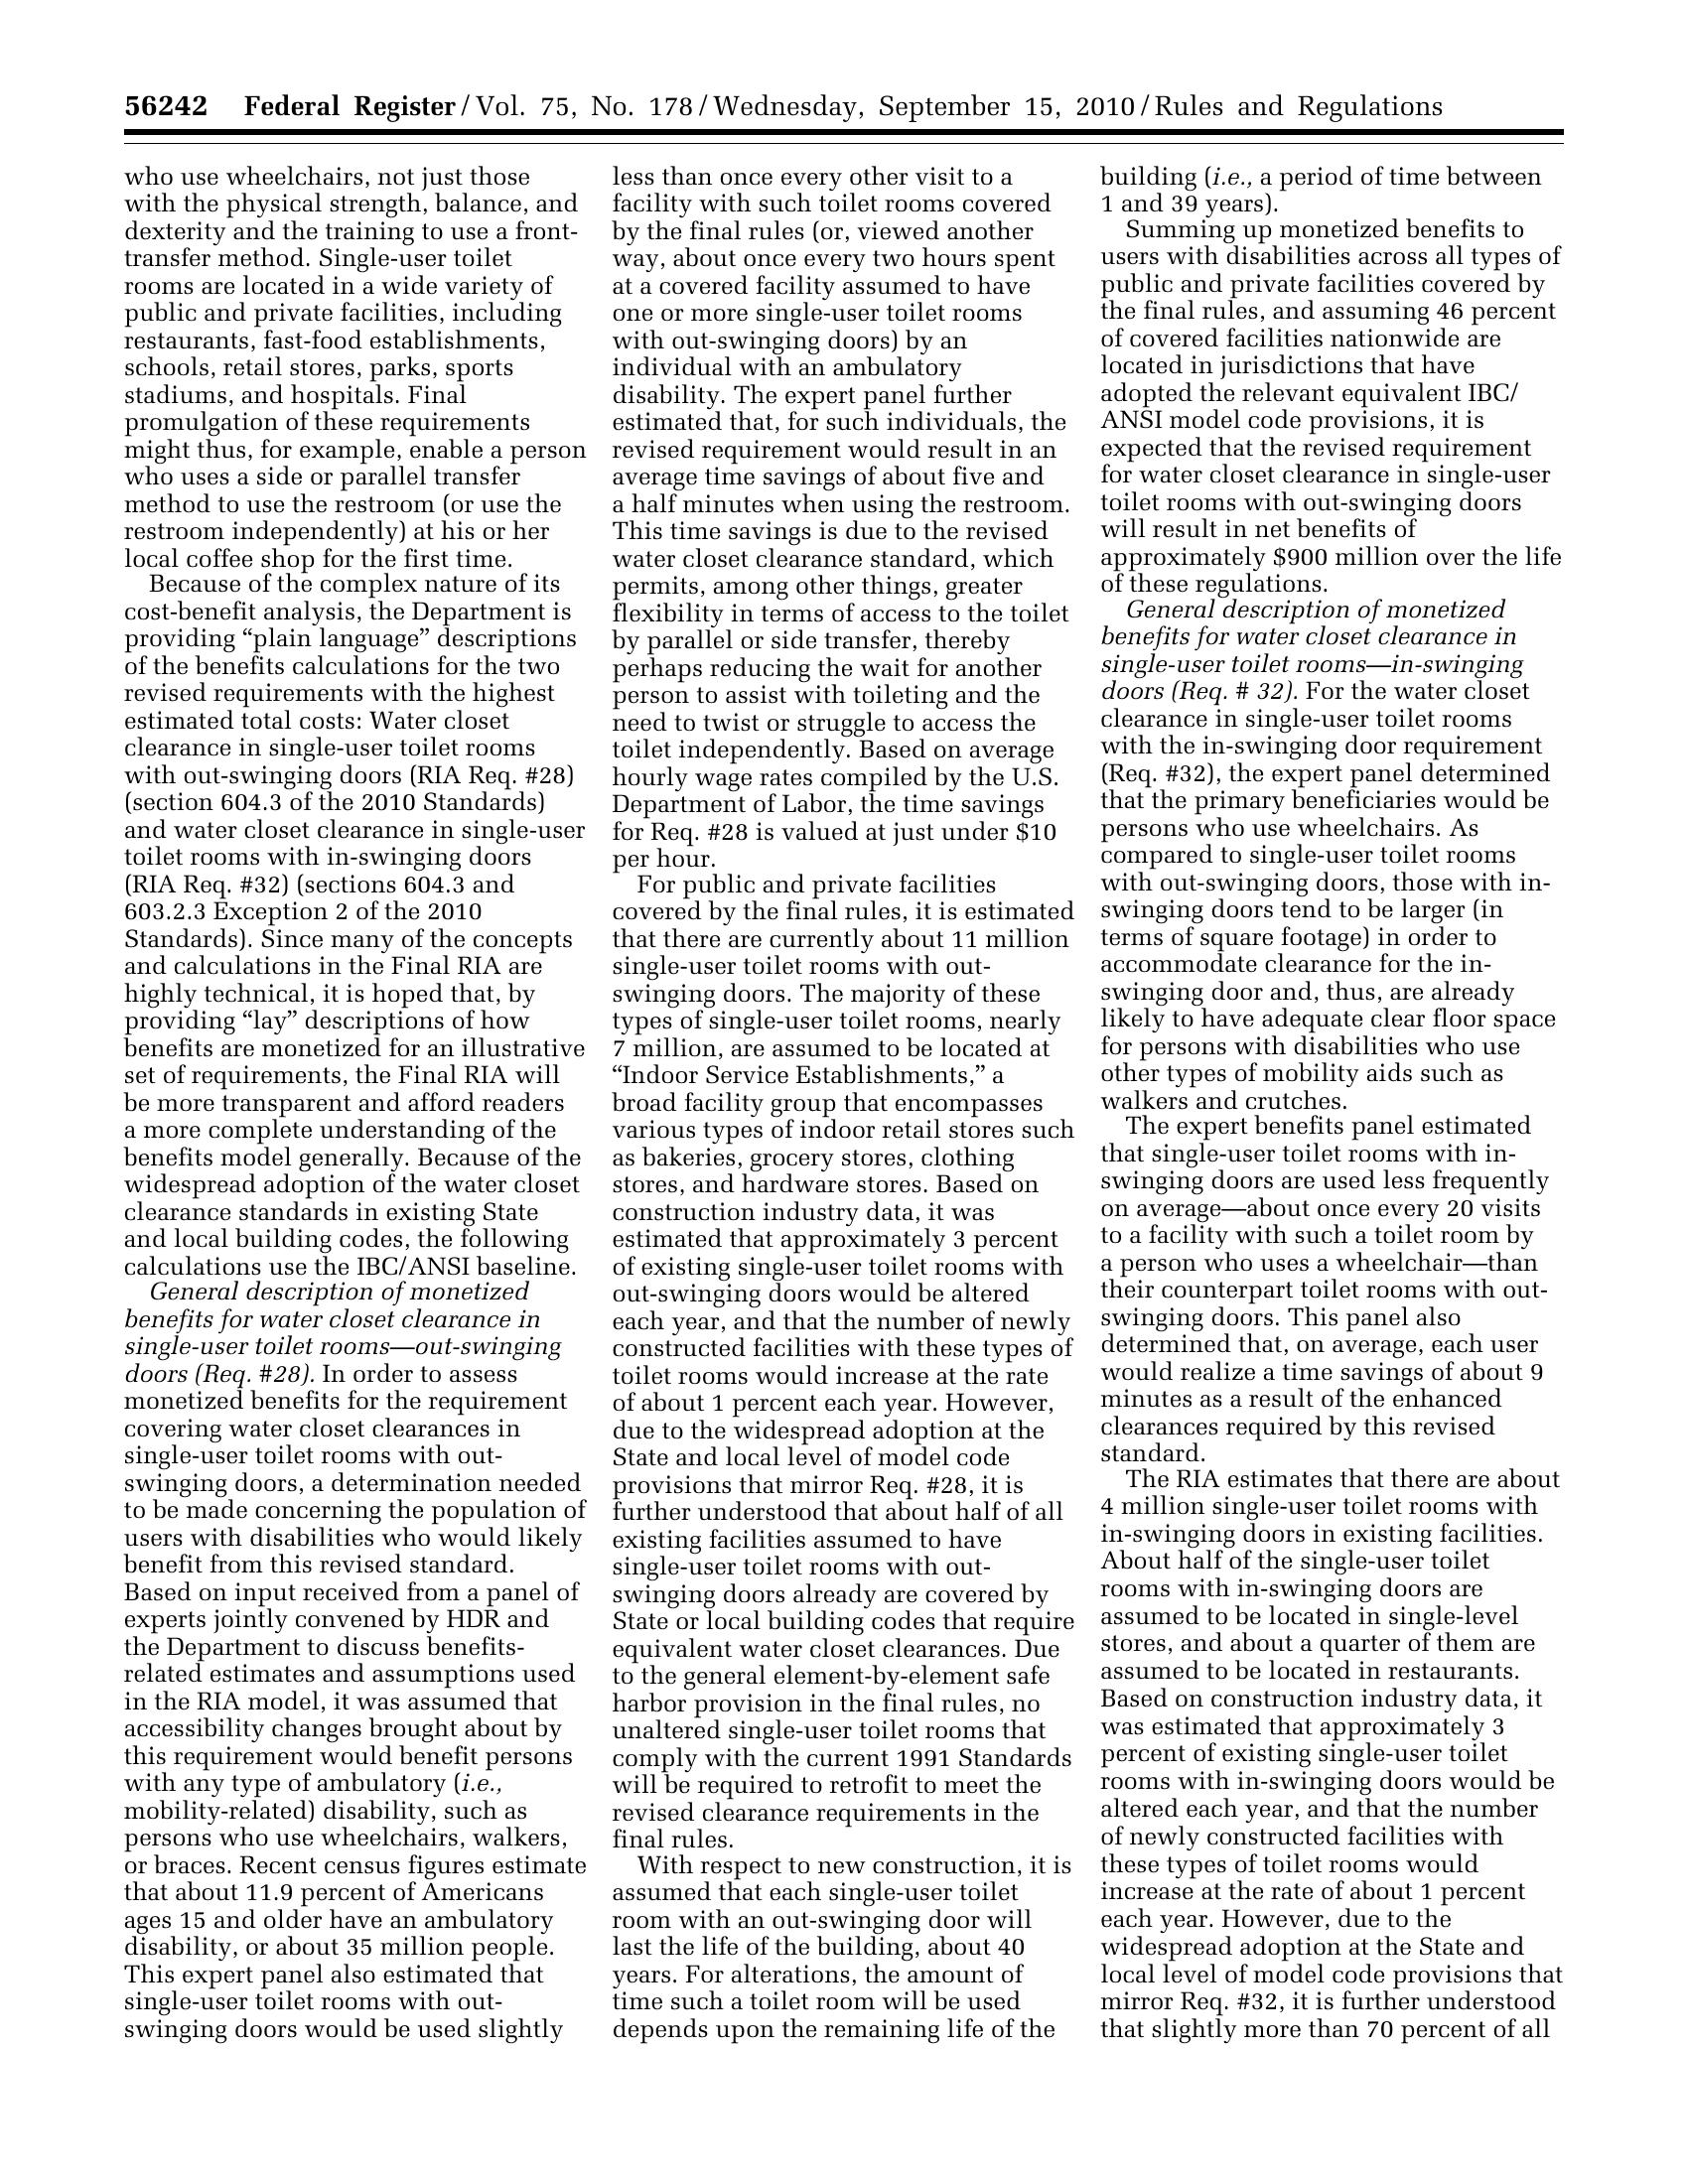 56242 Federal Register / Vol. 75, No. 178 / Wednesday, September 15, 2010 / Rules and Regulations
who use wheelchairs, not just those
with the physical strength, balance, and
dexterity and the training to use a front-
transfer method. Single-user toilet
rooms are located in a wide variety of
public and private facilities, including
restaurants, fast-food establishments,
schools, retail stores, parks, sports
stadiums, and hospitals. Final
promulgation of these requirements
might thus, for example, enable a person
who uses a side or parallel transfer
method to use the restroom (or use the
restroom independently) at his or her
local coffee shop for the first time.
Because of the complex nature of its
cost-benefit analysis, the Department is
providing “plain language” descriptions
of the benefits calculations for the two
revised requirements with the highest
estimated total costs: Water closet
clearance in single-user toilet rooms
with out-swinging doors (RIA Req. #28)
(section 604.3 of the 2010 Standards)
and water closet clearance in single-user
toilet rooms with in-swinging doors
(RIA Req. #32) (sections 604.3 and
603.2.3 Exception 2 of the 2010
Standards). Since many of the concepts
and calculations in the Final RIA are
highly technical, it is hoped that, by
providing “lay” descriptions of how
benefits are monetized for an illustrative
set of requirements, the Final RIA will
be more transparent and afford readers
a more complete understanding of the
benefits model generally. Because of the
widespread adoption of the water closet
clearance standards in existing State
and local building codes, the following
calculations use the IBC/ANSI baseline.
General description of monetized
benefits for water closet clearance in
single-user toilet rooms—out-swinging
doors (Req. #28). In order to assess
monetized benefits for the requirement
covering water closet clearances in
single-user toilet rooms with out-
swinging doors, a determination needed
to be made concerning the population of
users with disabilities who would likely
benefit from this revised standard.
Based on input received from a panel of
experts jointly convened by HDR and
the Department to discuss benefits-
related estimates and assumptions used
in the RIA model, it was assumed that
accessibility changes brought about by
this requirement would benefit persons
with any type of ambulatory (i.e.,
mobility-related) disability, such as
persons who use wheelchairs, walkers,
or braces. Recent census figures estimate
that about 11.9 percent of Americans
ages 15 and older have an ambulatory
disability, or about 35 million people.
This expert panel also estimated that
single-user toilet rooms with out-
swinging doors would be used slightly
less than once every other visit to a
facility with such toilet rooms covered
by the final rules (or, viewed another
way, about once every two hours spent
at a covered facility assumed to have
one or more single-user toilet rooms
with out-swinging doors) by an
individual with an ambulatory
disability. The expert panel further
estimated that, for such individuals, the
revised requirement would result in an
average time savings of about five and
a half minutes when using the restroom.
This time savings is due to the revised
water closet clearance standard, which
permits, among other things, greater
flexibility in terms of access to the toilet
by parallel or side transfer, thereby
perhaps reducing the wait for another
person to assist with toileting and the
need to twist or struggle to access the
toilet independently. Based on average
hourly wage rates compiled by the U.S.
Department of Labor, the time savings
for Req. #28 is valued at just under $10
per hour.
For public and private facilities
covered by the final rules, it is estimated
that there are currently about 11 million
single-user toilet rooms with out-
swinging doors. The majority of these
types of single-user toilet rooms, nearly
7 million, are assumed to be located at
“Indoor Service Establishments,” a
broad facility group that encompasses
various types of indoor retail stores such
as bakeries, grocery stores, clothing
stores, and hardware stores. Based on
construction industry data, it was
estimated that approximately 3 percent
of existing single-user toilet rooms with
out-swinging doors would be altered
each year, and that the number of newly
constructed facilities with these types of
toilet rooms would increase at the rate
of about 1 percent each year. However,
due to the widespread adoption at the
State and local level of model code
provisions that mirror Req. #28, it is
further understood that about half of all
existing facilities assumed to have
single-user toilet rooms with out-
swinging doors already are covered by
State or local building codes that require
equivalent water closet clearances. Due
to the general element-by-element safe
harbor provision in the final rules, no
unaltered single-user toilet rooms that
comply with the current 1991 Standards
will be required to retrofit to meet the
revised clearance requirements in the
final rules.
With respect to new construction, it is
assumed that each single-user toilet
room with an out-swinging door will
last the life of the building, about 40
years. For alterations, the amount of
time such a toilet room will be used
depends upon the remaining life of the
building (i.e., a period of time between
1 and 39 years).
Summing up monetized benefits to
users with disabilities across all types of
public and private facilities covered by
the final rules, and assuming 46 percent
of covered facilities nationwide are
located in jurisdictions that have
adopted the relevant equivalent IBC/
ANSI model code provisions, it is
expected that the revised requirement
for water closet clearance in single-user
toilet rooms with out-swinging doors
will result in net benefits of
approximately $900 million over the life
of these regulations.
General description of monetized
benefits for water closet clearance in
single-user toilet rooms—in-swinging
doors (Req. # 32). For the water closet
clearance in single-user toilet rooms
with the in-swinging door requirement
(Req. #32), the expert panel determined
that the primary beneficiaries would be
persons who use wheelchairs. As
compared to single-user toilet rooms
with out-swinging doors, those with in-
swinging doors tend to be larger (in
terms of square footage) in order to
accommodate clearance for the in-
swinging door and, thus, are already
likely to have adequate clear floor space
for persons with disabilities who use
other types of mobility aids such as
walkers and crutches.
The expert benefits panel estimated
that single-user toilet rooms with in-
swinging doors are used less frequently
on average—about once every 20 visits
to a facility with such a toilet room by
a person who uses a wheelchair—than
their counterpart toilet rooms with out-
swinging doors. This panel also
determined that, on average, each user
would realize a time savings of about 9
minutes as a result of the enhanced
clearances required by this revised
standard.
The RIA estimates that there are about
4 million single-user toilet rooms with
in-swinging doors in existing facilities.
About half of the single-user toilet
rooms with in-swinging doors are
assumed to be located in single-level
stores, and about a quarter of them are
assumed to be located in restaurants.
Based on construction industry data, it
was estimated that approximately 3
percent of existing single-user toilet
rooms with in-swinging doors would be
altered each year, and that the number
of newly constructed facilities with
these types of toilet rooms would
increase at the rate of about 1 percent
each year. However, due to the
widespread adoption at the State and
local level of model code provisions that
mirror Req. #32, it is further understood
that slightly more than 70 percent of all